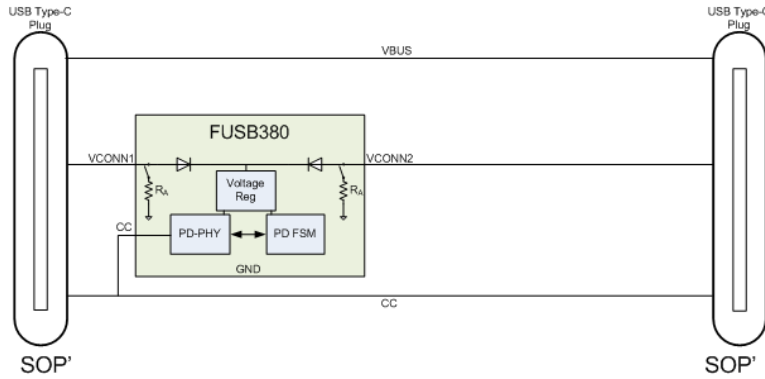 USB Type-C
Plug
USB Type-C
Plug
VBUS
FUSB380
VCONN1
VCONN2
RA
Voltage
Reg
RA
CC
PD-PHY
PD FSM
GND
CC
SOP'
SOP'